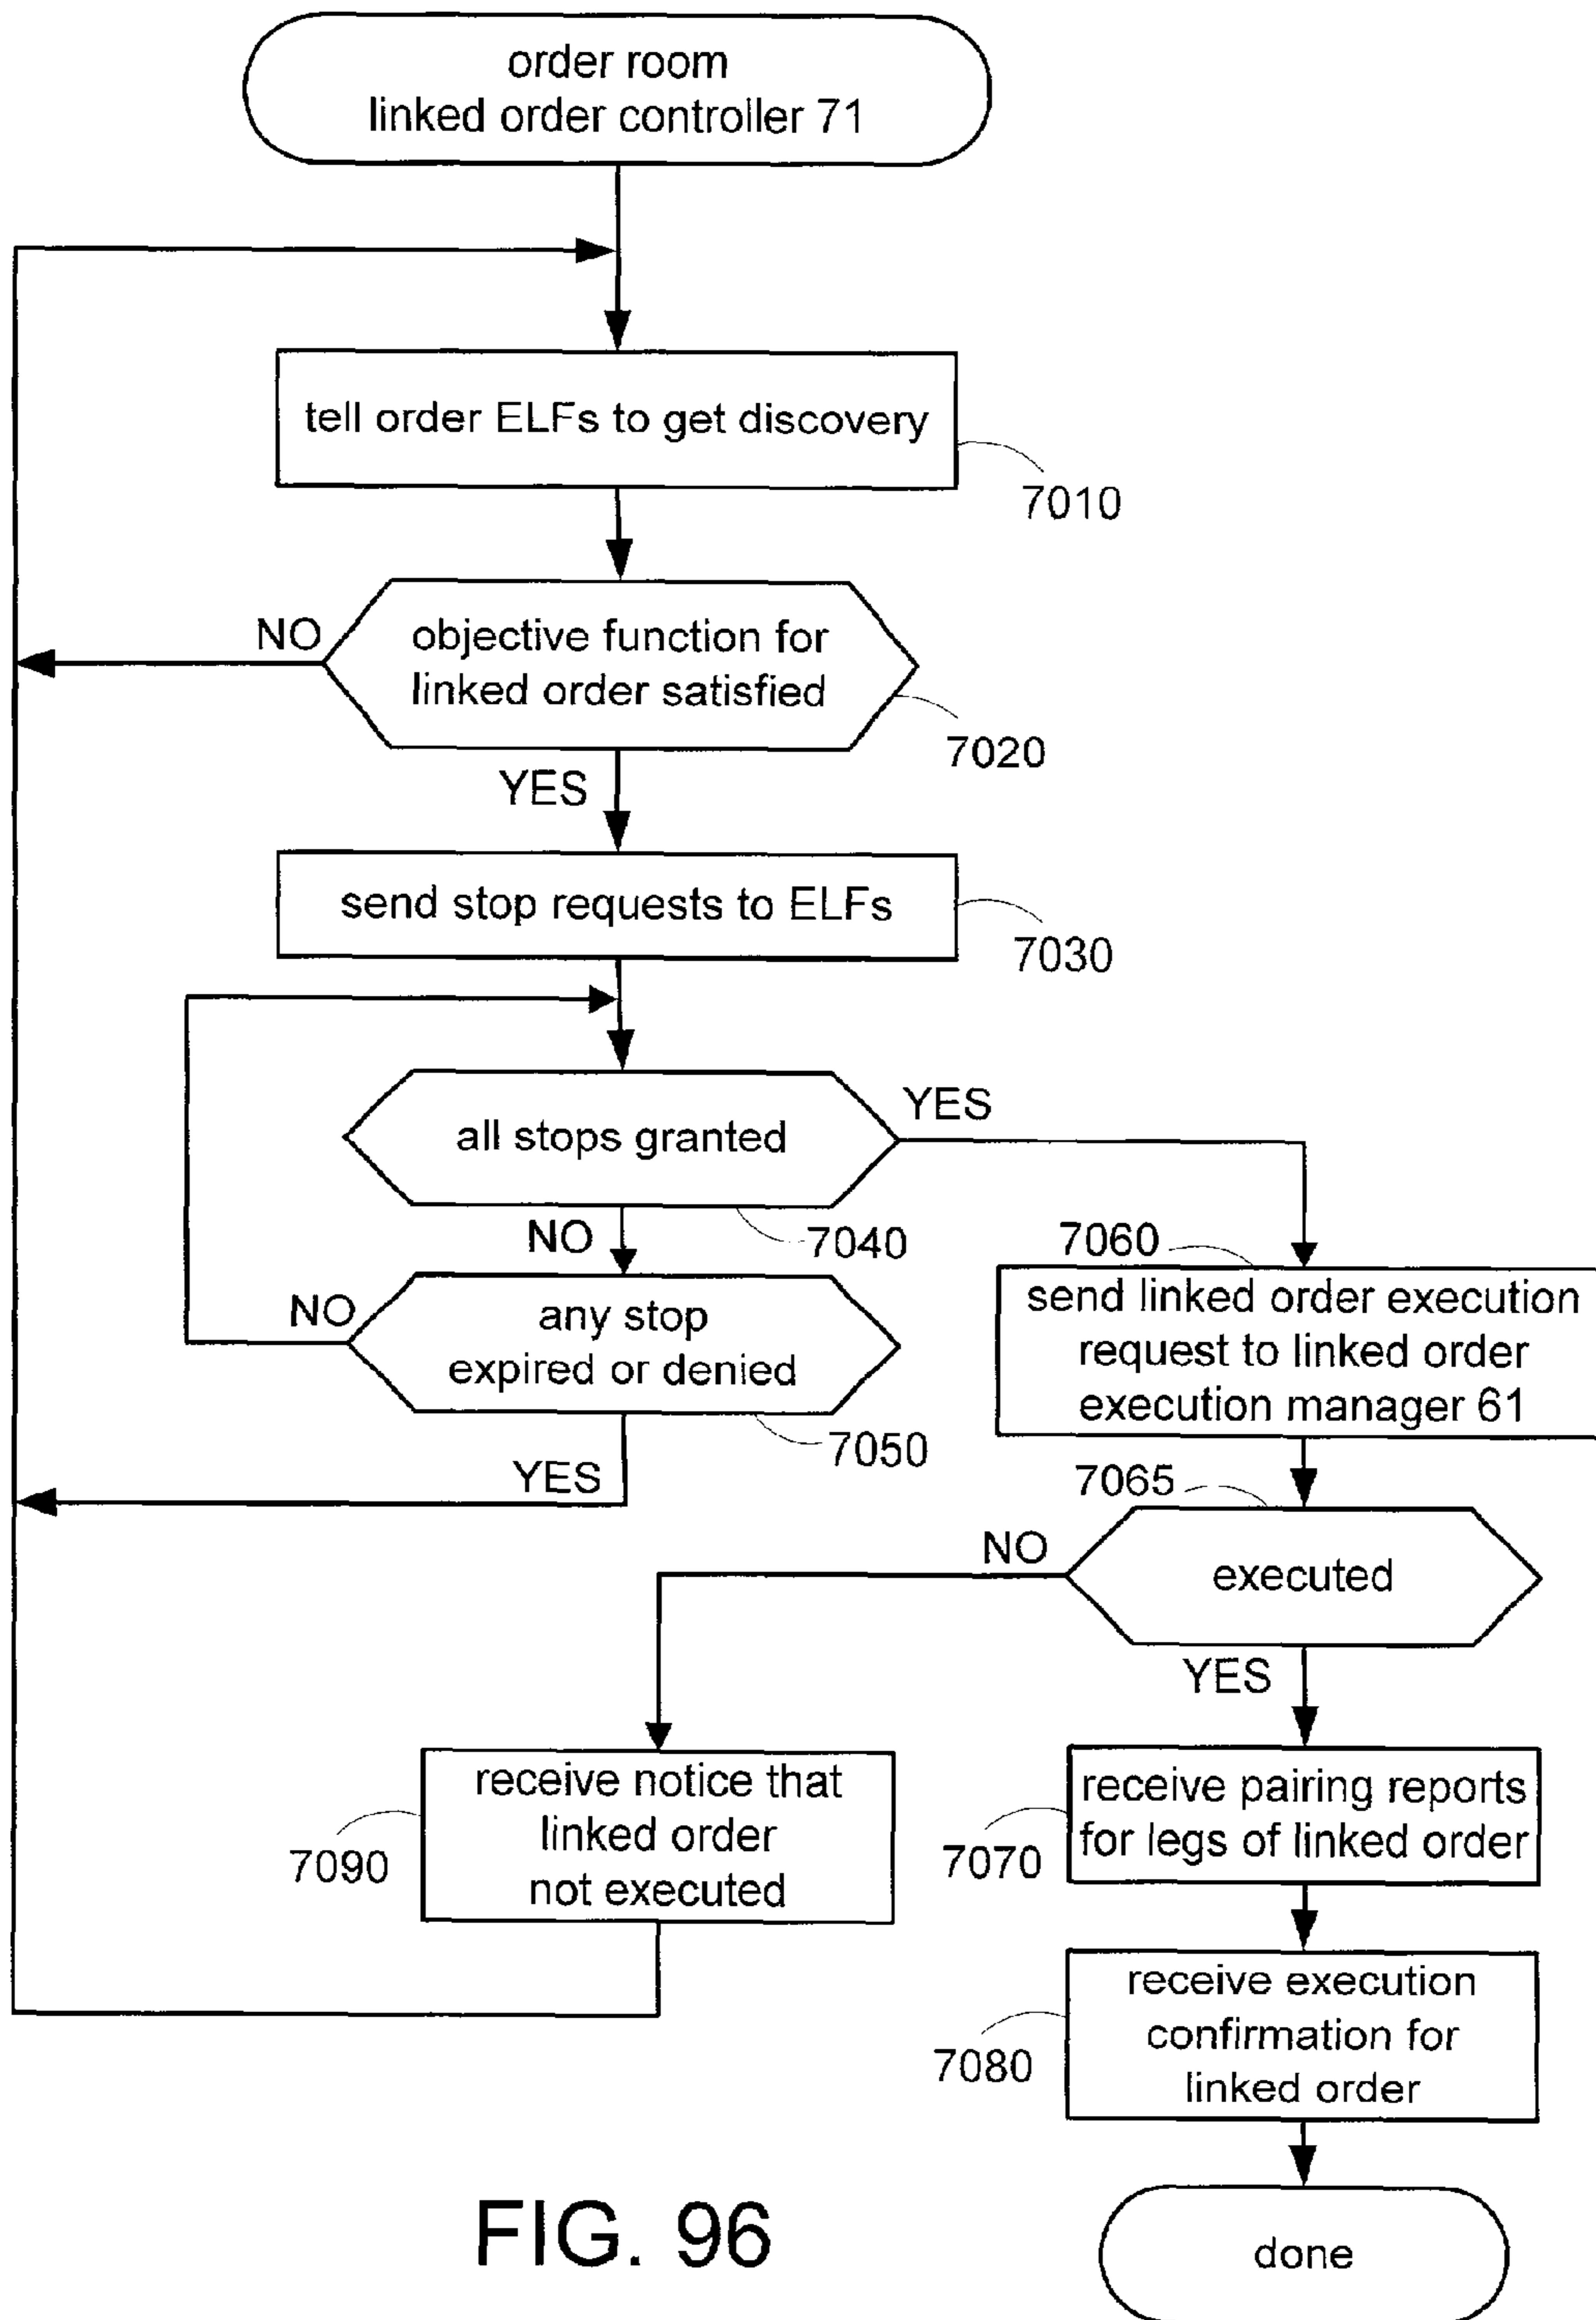 order room
linked order controller 71
tell order ELFs to get discovery
7010
NO
objective function for
linked order satisfied
7020
YES
send stop requests to ELFs
7030
all stops granted
YES
7040
NO
NO
any stop
expired or denied
7050
YES
7060
send linked order execution
request to linked order
execution manager 61
7065
NO
executed
YES
receive notice that
linked order
not executed
7090
receive pairing reports
for legs of linked order
7070
receive execution
confirmation for
linked order
7080
done
FIG. 96